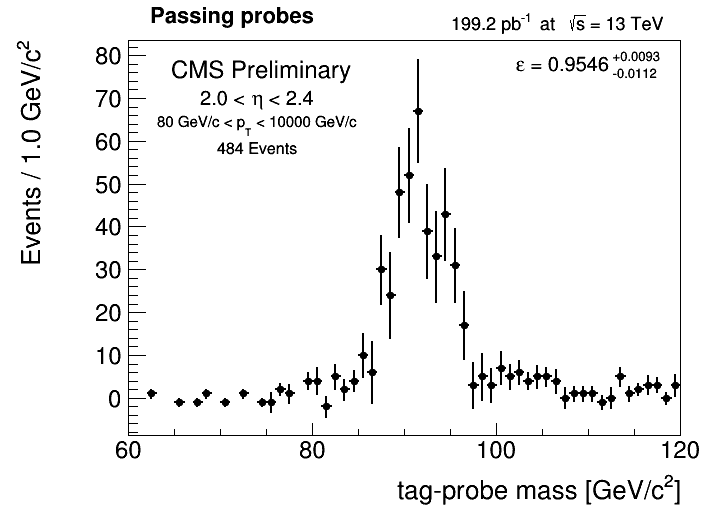 Passing probes
199.2 pb⁻¹ at √s = 13 TeV
CMS Preliminary
2.0 < η < 2.4
80 GeV/c < p_T < 10000 GeV/c
484 Events
ε = 0.9546 +0.0093 -0.0112
Events / 1.0 GeV/c²
80
70
60
50
40
30
20
10
0
60 80 100 120
tag-probe mass [GeV/c²]